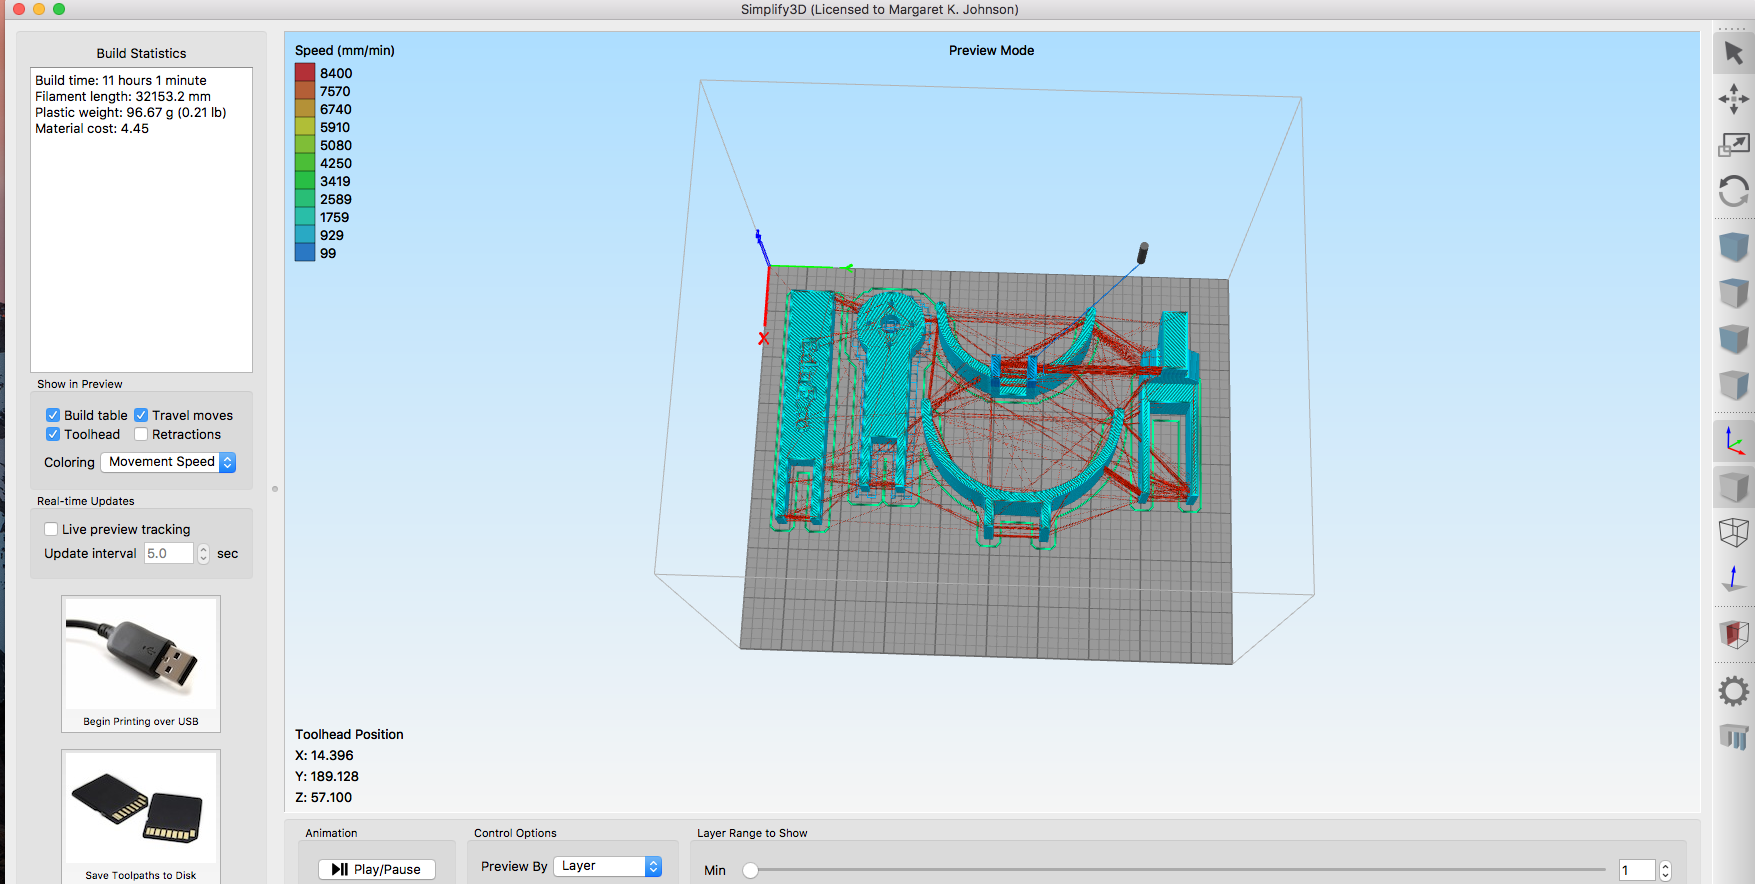 Simplify3D (Licensed to Margaret K. Johnson)
Build Statistics
Build time: 11 hours 1 minute
Filament length: 32153.2 mm
Plastic weight: 96.67 g (0.21 lb)
Material cost: 4.45
Show in Preview
Build table
Travel moves
Toolhead
Retractions
Coloring
Movement Speed
Real-time Updates
Live preview tracking
Update interval
5.0
sec
Begin Printing over USB
Save Toolpaths to Disk
Speed (mm/min)
8400
7570
6740
5910
5080
4250
3419
2589
1759
929
99
Preview Mode
X
Toolhead Position
X: 14.396
Y: 189.128
Z: 57.100
Animation
Play/Pause
Control Options
Preview By
Layer
Layer Range to Show
Min
1